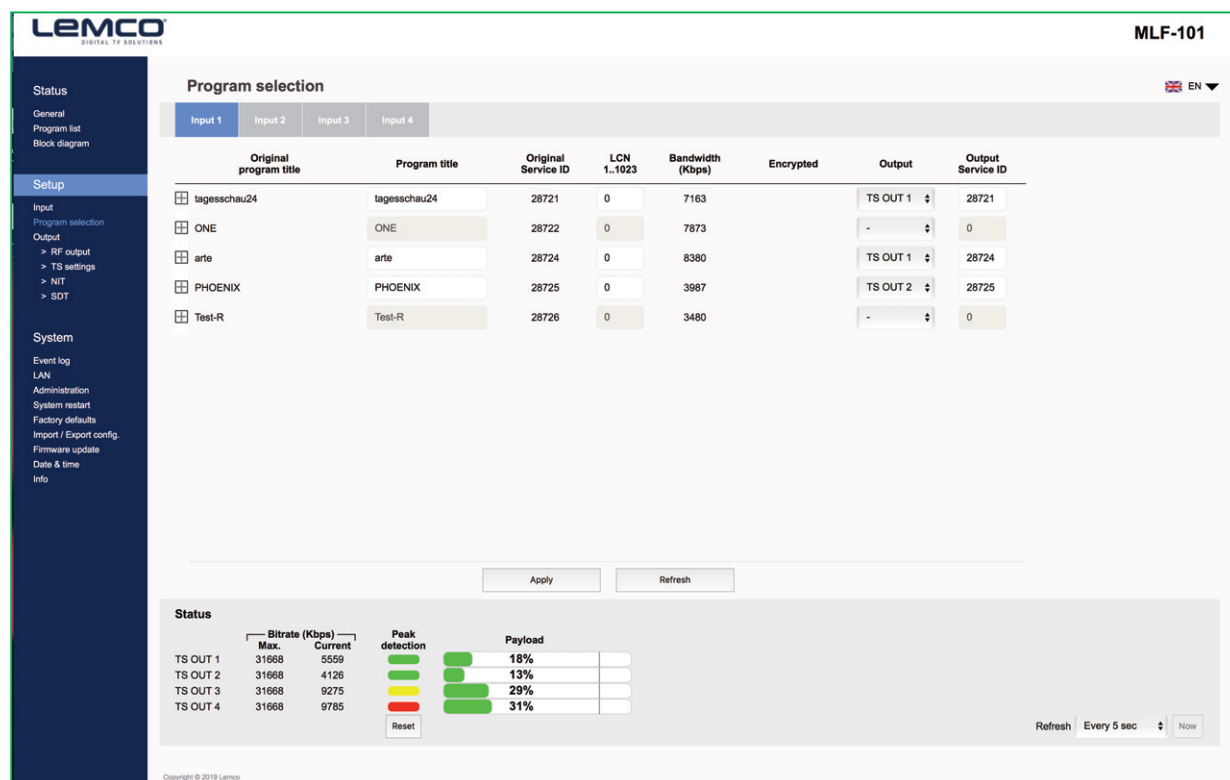 LEMCO
DIGITAL TV SOLUTIONS
MLF-101
Status
General
Program list
Block diagram
Setup
Input
Program selection
Output
> RF output
> TS settings
> NIT
> SDT
System
Event log
LAN
Administration
System restart
Factory defaults
Import / Export config.
Firmware update
Date & time
Info
Program selection
EN
Input 1 Input 2 Input 3 Input 4
Original program title Program title Original Service ID LCN 1..1023 Bandwidth (Kbps) Encrypted Output Output Service ID
tagesschau24 tagesschau24 28721 0 7163 TS OUT 1 28721
ONE ONE 28722 0 7873 - 0
arte arte 28724 0 8380 TS OUT 1 28724
PHOENIX PHOENIX 28725 0 3987 TS OUT 2 28725
Test-R Test-R 28726 0 3480 - 0
Apply Refresh
Status
Bitrate (Kbps) Peak detection Payload
Max. Current
TS OUT 1 31668 5559 18%
TS OUT 2 31668 4126 13%
TS OUT 3 31668 9275 29%
TS OUT 4 31668 9785 31%
Reset
Refresh Every 5 sec Now
Copyright © 2019 Lemco